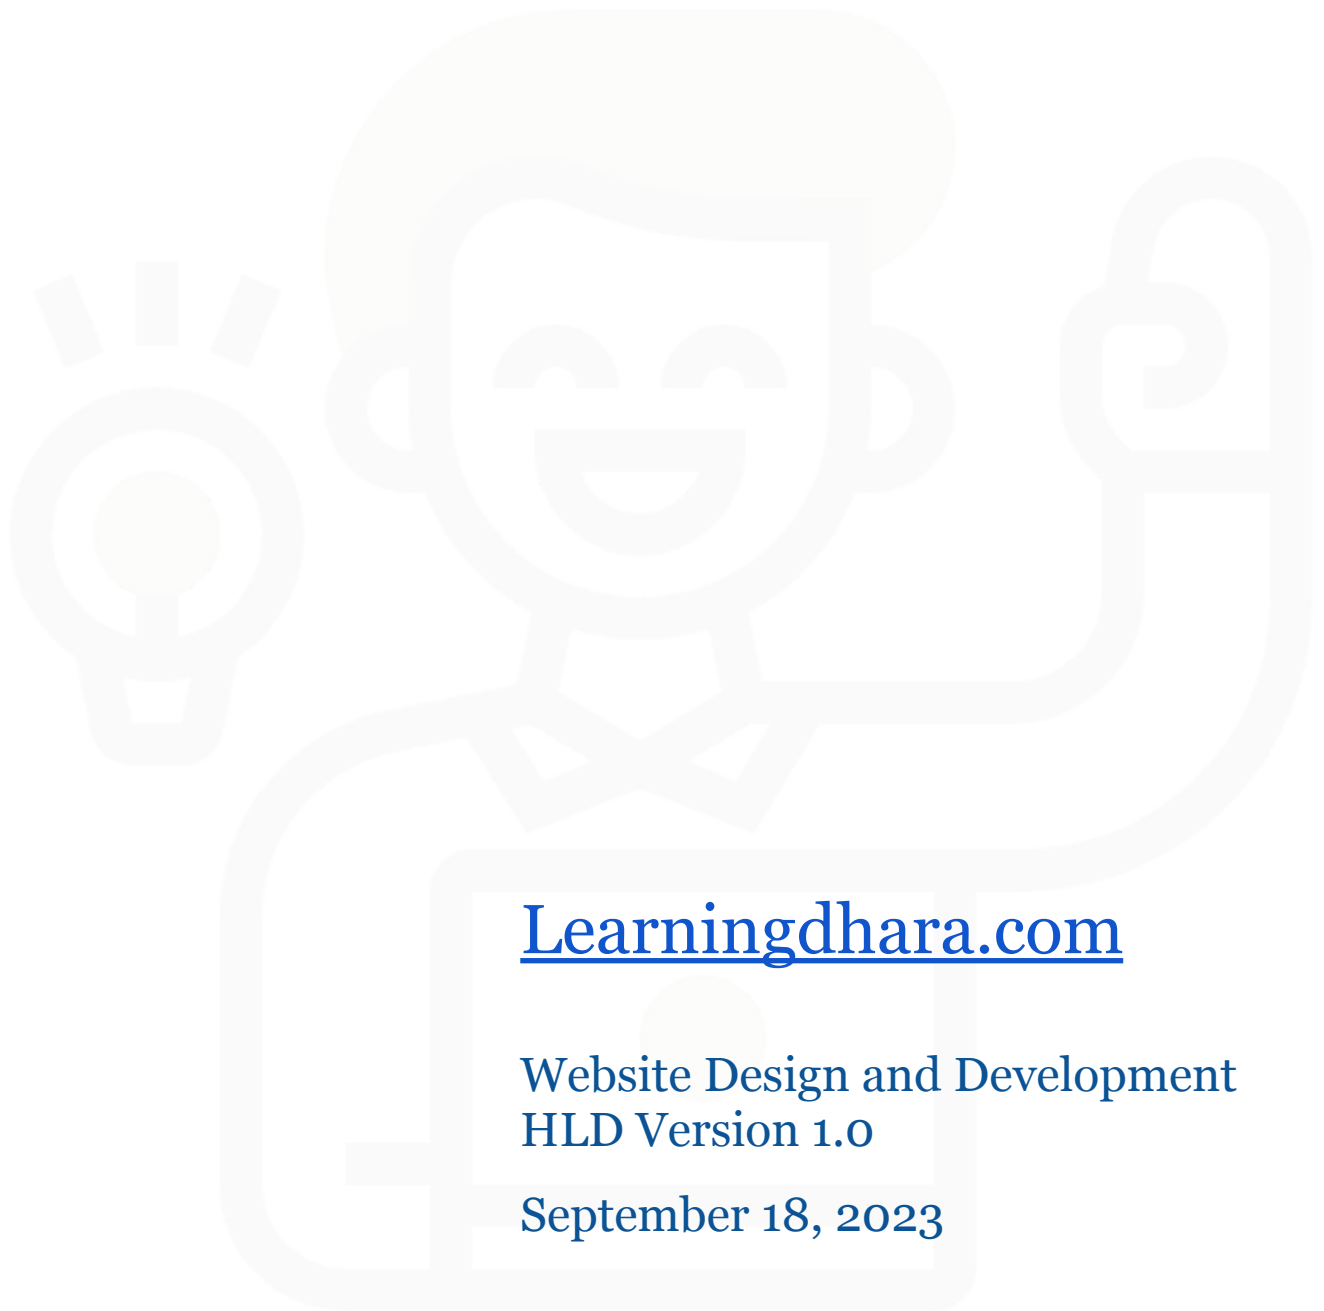 Learningdhara.com
Website Design and Development
HLD Version 1.0
September 18, 2023